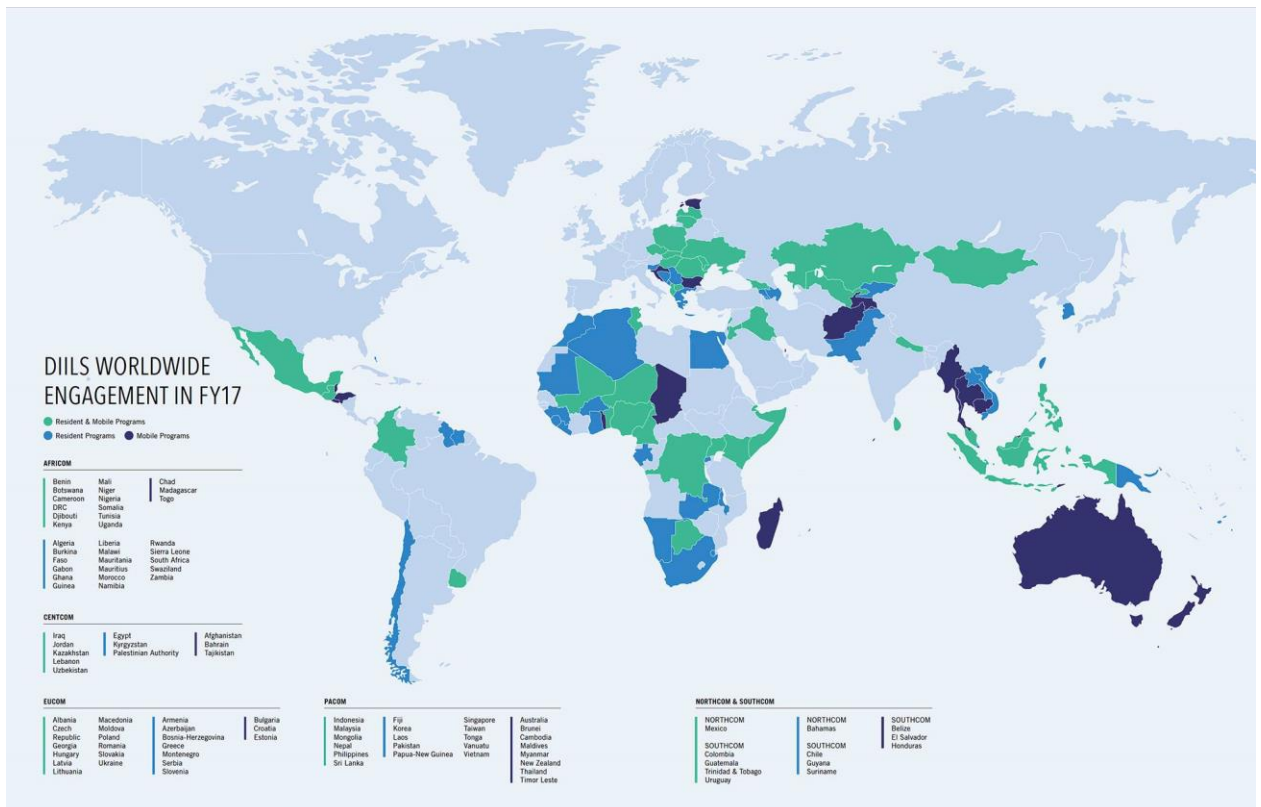 DIILS WORLDWIDE
ENGAGEMENT IN FY17
Resident & Mobile Programs
Resident Programs
Mobile Programs
AFRICOM
Benin
Botswana
Cameroon
DRC
Djibouti
Kenya
Mali
Niger
Nigeria
Somalia
Tunisia
Uganda
Chad
Madagascar
Togo
Algeria
Burkina
Faso
Gabon
Ghana
Guinea
Liberia
Malawi
Mauritania
Mauritius
Morocco
Namibia
Rwanda
Sierra Leone
South Africa
Swaziland
Zambia
CENTCOM
Iraq
Jordan
Kazakhstan
Lebanon
Uzbekistan
Egypt
Kyrgyzstan
Palestinian Authority
Afghanistan
Bahrain
Tajikistan
EUCOM
Albania
Czech
Republic
Georgia
Hungary
Latvia
Lithuania
Macedonia
Moldova
Poland
Romania
Slovakia
Ukraine
Armenia
Azerbaijan
Bosnia-Herzegovina
Greece
Montenegro
Serbia
Slovenia
Bulgaria
Croatia
Estonia
PACOM
Indonesia
Malaysia
Mongolia
Nepal
Philippines
Sri Lanka
Fiji
Korea
Laos
Pakistan
Papua-New Guinea
Singapore
Taiwan
Tonga
Vanuatu
Vietnam
Australia
Brunei
Cambodia
Maldives
Myanmar
New Zealand
Thailand
Timor Leste
NORTHCOM & SOUTHCOM
NORTHCOM
Mexico
SOUTHCOM
Colombia
Guatemala
Trinidad & Tobago
Uruguay
NORTHCOM
Bahamas
SOUTHCOM
Chile
Guyana
Suriname
SOUTHCOM
Belize
El Salvador
Honduras